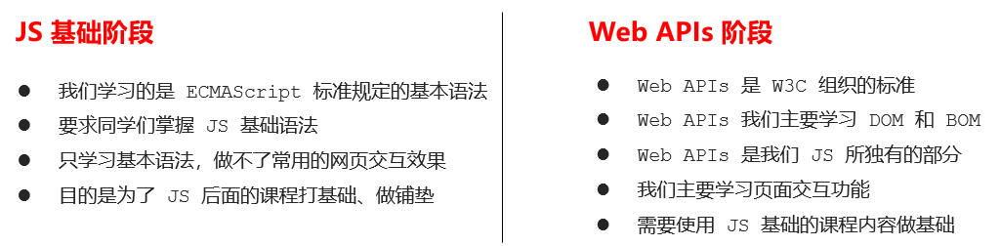 JS 基础阶段
● 我们学习的是 ECMAScript 标准规定的基本语法
● 要求同学们掌握 JS 基础语法
● 只学习基本语法，做不了常用的网页交互效果
● 目的是为了 JS 后面的课程打基础、做铺垫
Web APIs 阶段
● Web APIs 是 W3C 组织的标准
● Web APIs 我们主要学习 DOM 和 BOM
● Web APIs 是我们 JS 所独有的部分
● 我们主要学习页面交互功能
● 需要使用 JS 基础的课程内容做基础